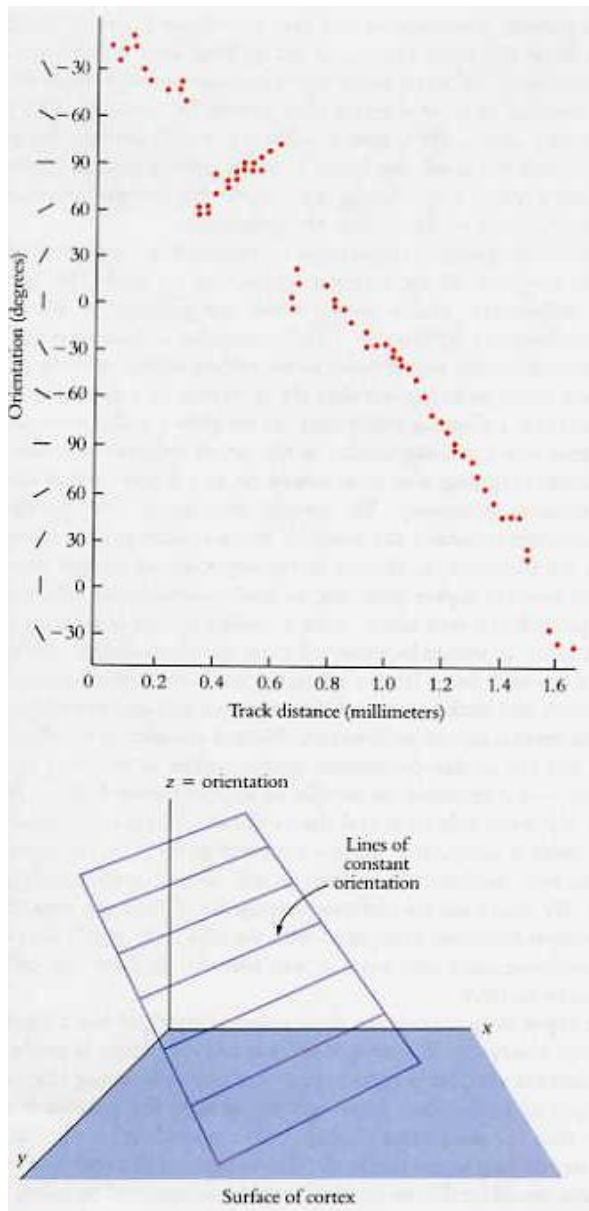 Orientation (degrees)
−30
−60
90
60
30
0
−30
−60
90
60
30
0
−30
0 0.2 0.4 0.6 0.8 1.0 1.2 1.4 1.6
Track distance (millimeters)
z = orientation
Lines of
constant
orientation
x
y
Surface of cortex